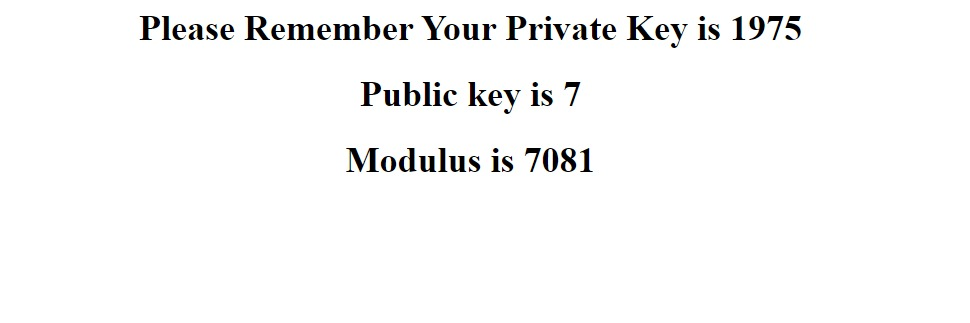 Please Remember Your Private Key is 1975
Public key is 7
Modulus is 7081